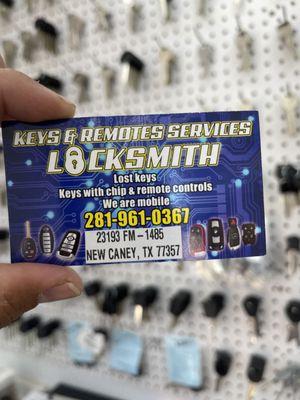 KEYS & REMOTES SERVICES
LOCKSMITH
Lost keys
Keys with chip & remote controls
We are mobile
281-961-0367
23193 FM - 1485
NEW CANEY, TX 77357